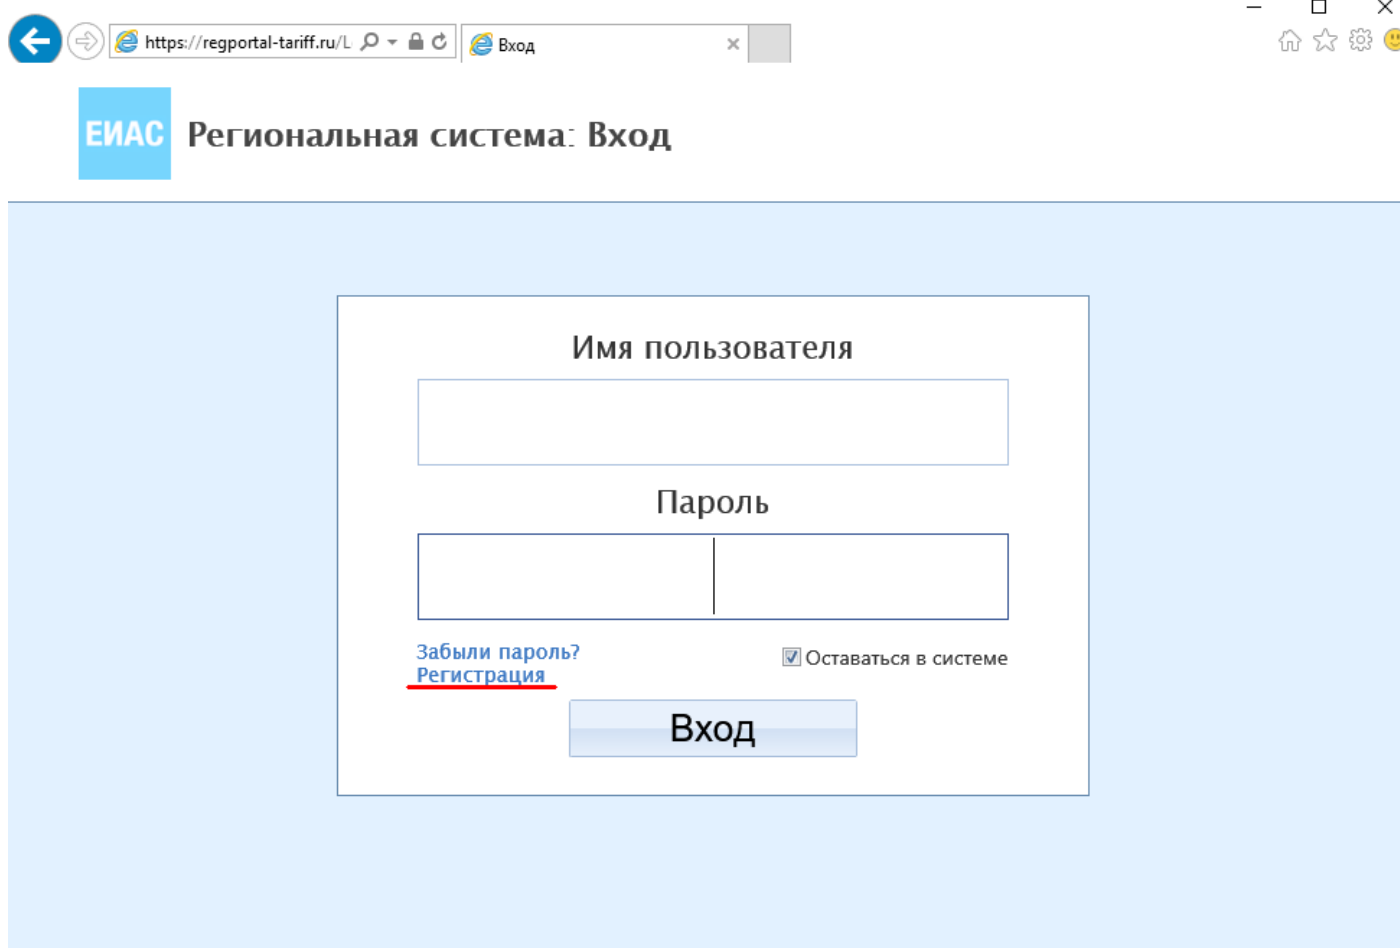 https://regportal-tariff.ru/L
Вход
ЕИАС
Региональная система: Вход
Имя пользователя
Пароль
Забыли пароль?
Оставаться в системе
Регистрация
Вход